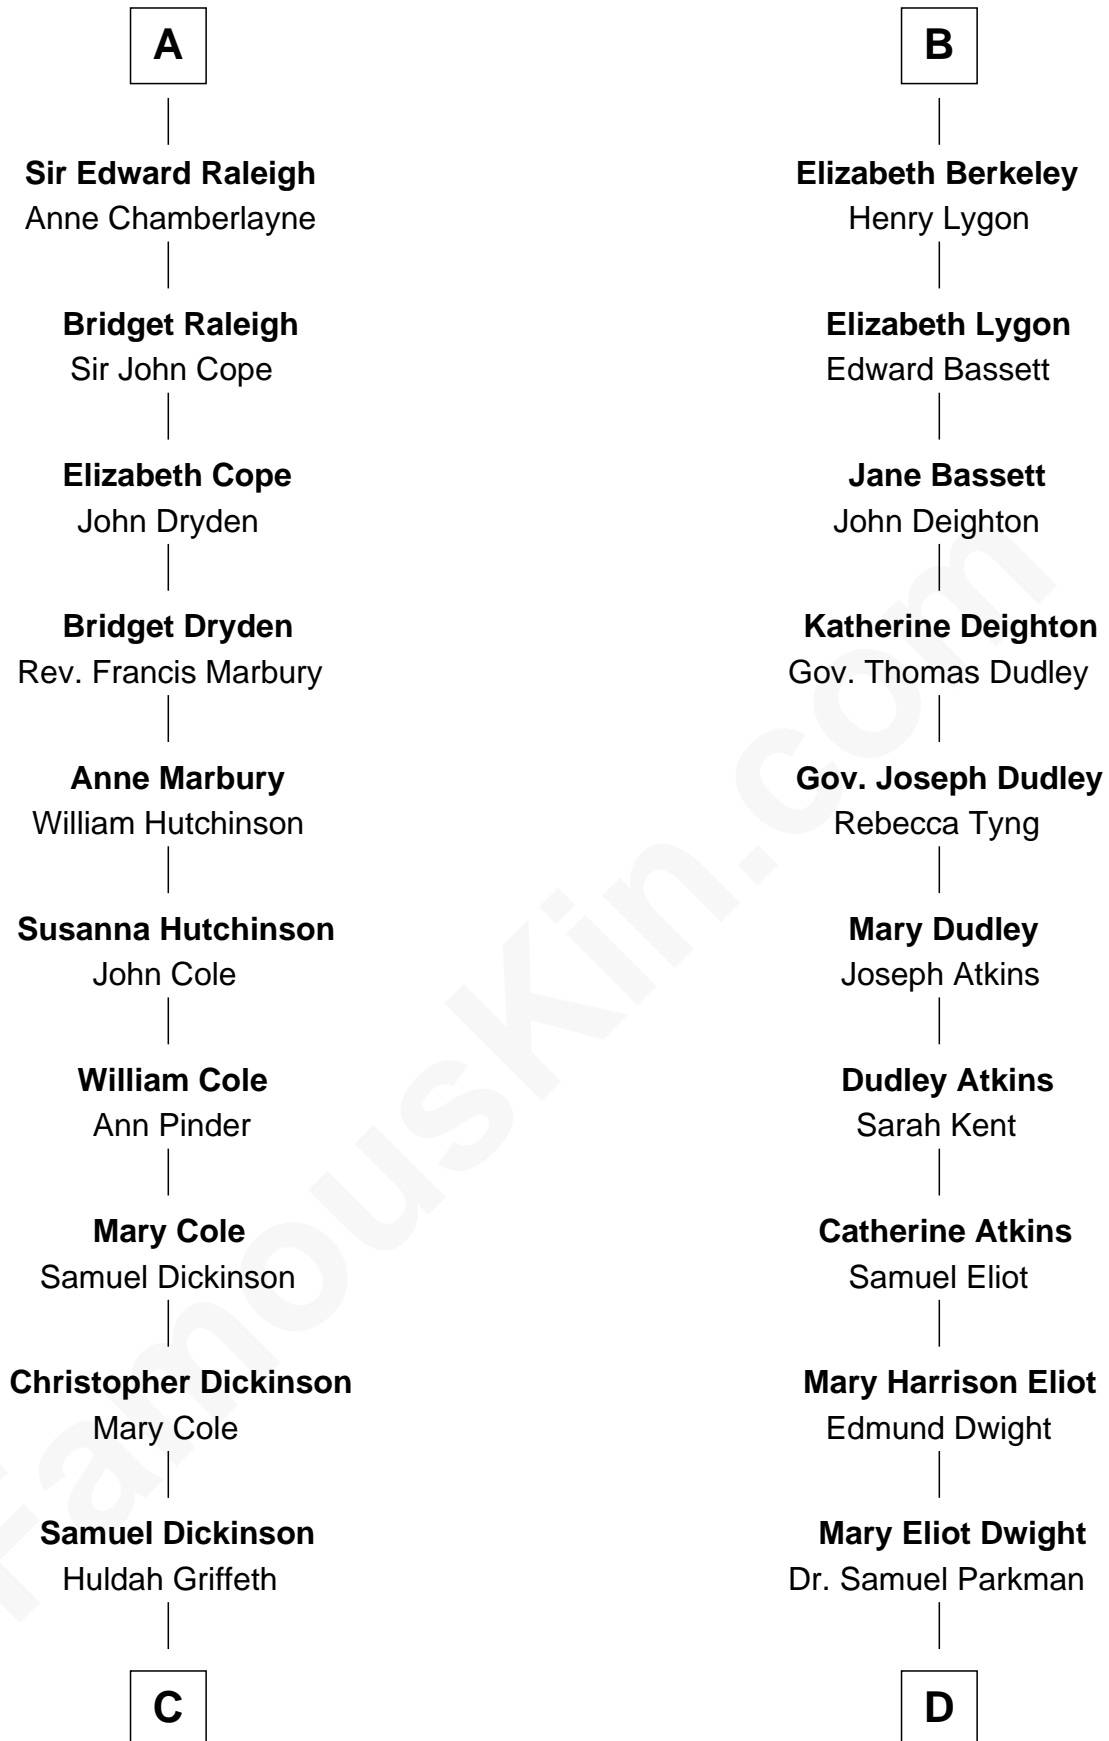 A
Sir Edward Raleigh
Anne Chamberlayne
Bridget Raleigh
Sir John Cope
Elizabeth Cope
John Dryden
Bridget Dryden
Rev. Francis Marbury
Anne Marbury
William Hutchinson
Susanna Hutchinson
John Cole
William Cole
Ann Pinder
Mary Cole
Samuel Dickinson
Christopher Dickinson
Mary Cole
Samuel Dickinson
Huldah Griffeth
C
B
Elizabeth Berkeley
Henry Lygon
Elizabeth Lygon
Edward Bassett
Jane Bassett
John Deighton
Katherine Deighton
Gov. Thomas Dudley
Gov. Joseph Dudley
Rebecca Tyng
Mary Dudley
Joseph Atkins
Dudley Atkins
Sarah Kent
Catherine Atkins
Samuel Eliot
Mary Harrison Eliot
Edmund Dwight
Mary Eliot Dwight
Dr. Samuel Parkman
D
FamousKin.com